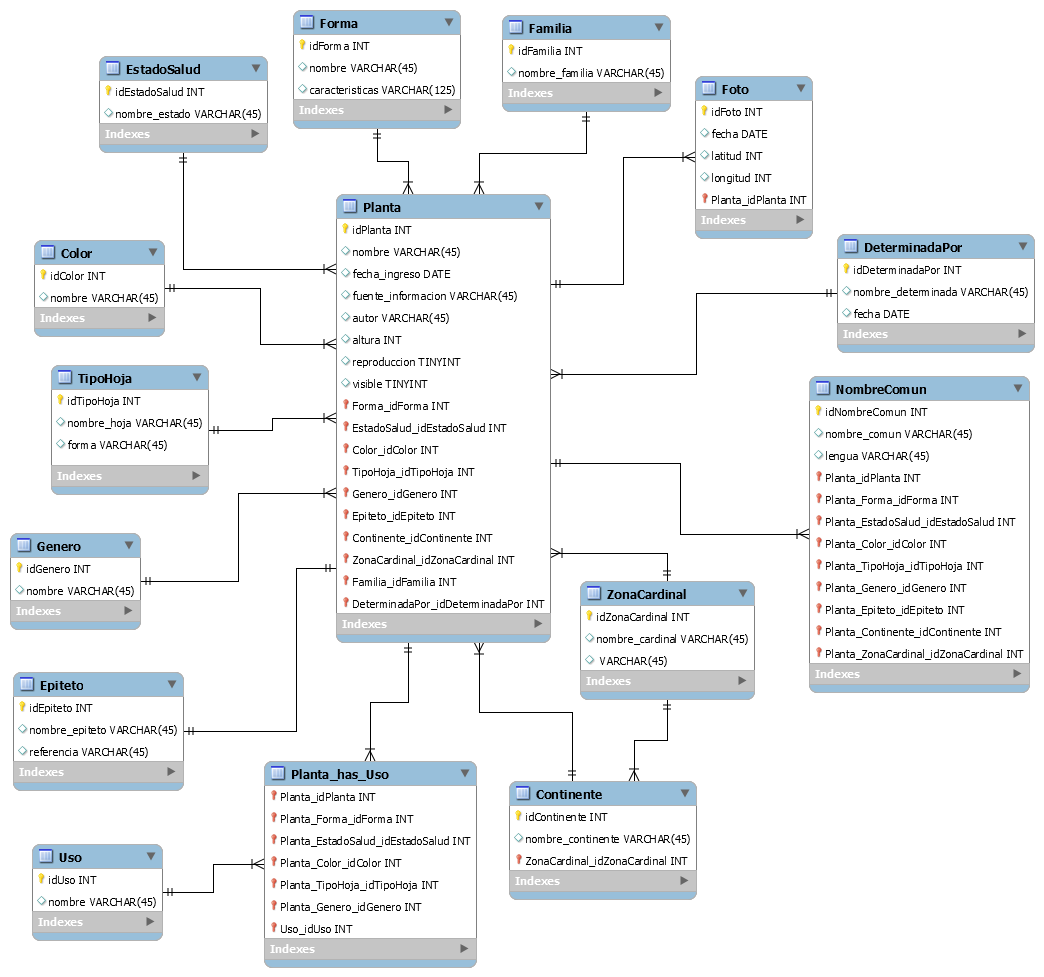 Forma
idForma INT
nombre VARCHAR(45)
caracteristicas VARCHAR(125)
Indexes
Familia
idFamilia INT
nombre_familia VARCHAR(45)
Indexes
EstadoSalud
idEstadoSalud INT
nombre_estado VARCHAR(45)
Indexes
Foto
idFoto INT
fecha DATE
latitud INT
longitud INT
Planta_idPlanta INT
Indexes
Planta
idPlanta INT
nombre VARCHAR(45)
fecha_ingreso DATE
fuente_informacion VARCHAR(45)
autor VARCHAR(45)
altura INT
reproduccion TINYINT
visible TINYINT
Forma_idForma INT
EstadoSalud_idEstadoSalud INT
Color_idColor INT
TipoHoja_idTipoHoja INT
Genero_idGenero INT
Epiteto_idEpiteto INT
Continente_idContinente INT
ZonaCardinal_idZonaCardinal INT
Familia_idFamilia INT
DeterminadaPor_idDeterminadaPor INT
Indexes
Color
idColor INT
nombre VARCHAR(45)
Indexes
DeterminadaPor
idDeterminadaPor INT
nombre_determinada VARCHAR(45)
fecha DATE
Indexes
TipoHoja
idTipoHoja INT
nombre_hoja VARCHAR(45)
forma VARCHAR(45)
Indexes
NombreComun
idNombreComun INT
nombre_comun VARCHAR(45)
lengua VARCHAR(45)
Planta_idPlanta INT
Planta_Forma_idForma INT
Planta_EstadoSalud_idEstadoSalud INT
Planta_Color_idColor INT
Planta_TipoHoja_idTipoHoja INT
Planta_Genero_idGenero INT
Planta_Epiteto_idEpiteto INT
Planta_Continente_idContinente INT
Planta_ZonaCardinal_idZonaCardinal INT
Indexes
Genero
idGenero INT
nombre VARCHAR(45)
Indexes
ZonaCardinal
idZonaCardinal INT
nombre_cardinal VARCHAR(45)
VARCHAR(45)
Indexes
Epiteto
idEpiteto INT
nombre_epiteto VARCHAR(45)
referencia VARCHAR(45)
Indexes
Planta_has_Uso
Planta_idPlanta INT
Planta_Forma_idForma INT
Planta_EstadoSalud_idEstadoSalud INT
Planta_Color_idColor INT
Planta_TipoHoja_idTipoHoja INT
Planta_Genero_idGenero INT
Uso_idUso INT
Indexes
Continente
idContinente INT
nombre_continente VARCHAR(45)
ZonaCardinal_idZonaCardinal INT
Indexes
Uso
idUso INT
nombre VARCHAR(45)
Indexes